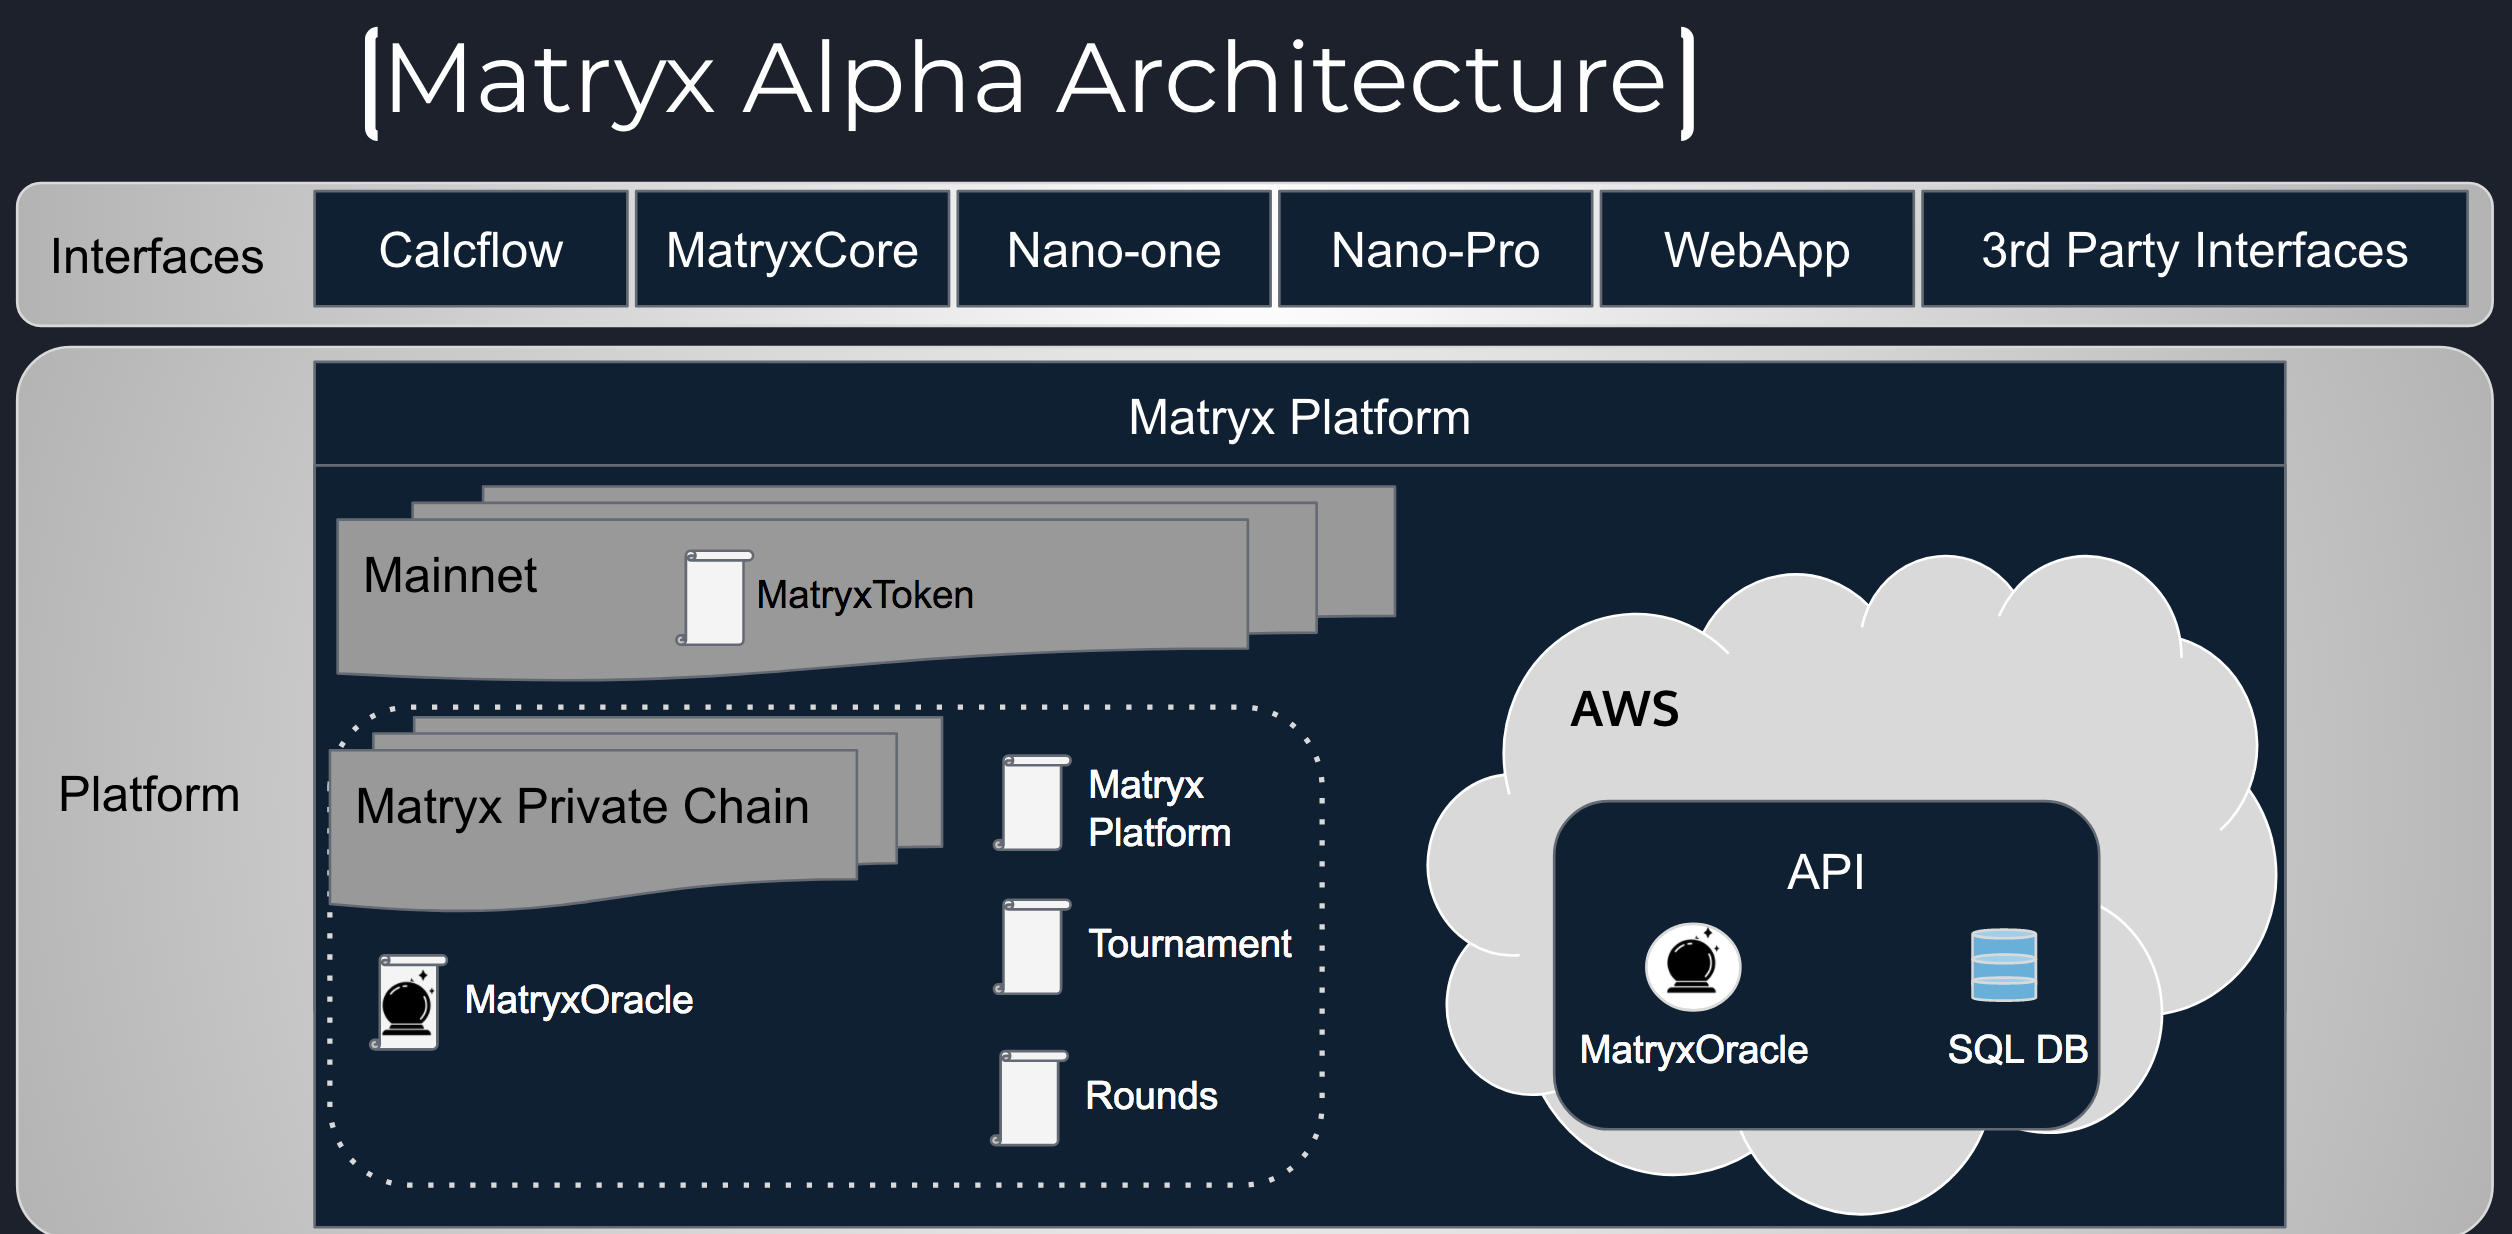 [Matryx Alpha Architecture]
Interfaces
Calcflow
MatryxCore
Nano-one
Nano-Pro
WebApp
3rd Party Interfaces
Platform
Matryx Platform
Mainnet
MatryxToken
Matryx Private Chain
Matryx
Platform
Tournament
MatryxOracle
Rounds
AWS
API
MatryxOracle
SQL DB